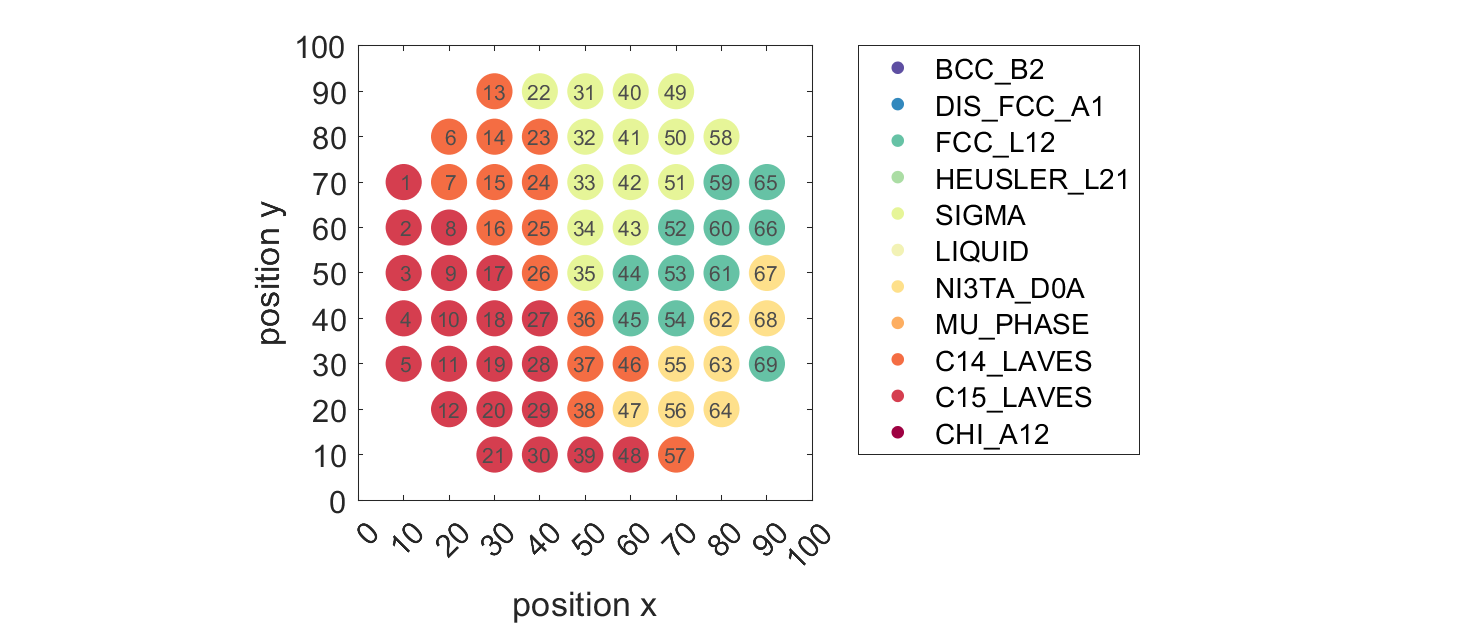 100
90
80
70
60
50
40
30
20
10
0
position y
13 22 31 40 49
6 14 23 32 41 50 58
1 7 15 24 33 42 51 59 65
2 8 16 25 34 43 52 60 66
3 9 17 26 35 44 53 61 67
4 10 18 27 36 45 54 62 68
5 11 19 28 37 46 55 63 69
12 20 29 38 47 56 64
21 30 39 48 57
0 10 20 30 40 50 60 70 80 90 100
position x
BCC_B2
DIS_FCC_A1
FCC_L12
HEUSLER_L21
SIGMA
LIQUID
NI3TA_D0A
MU_PHASE
C14_LAVES
C15_LAVES
CHI_A12